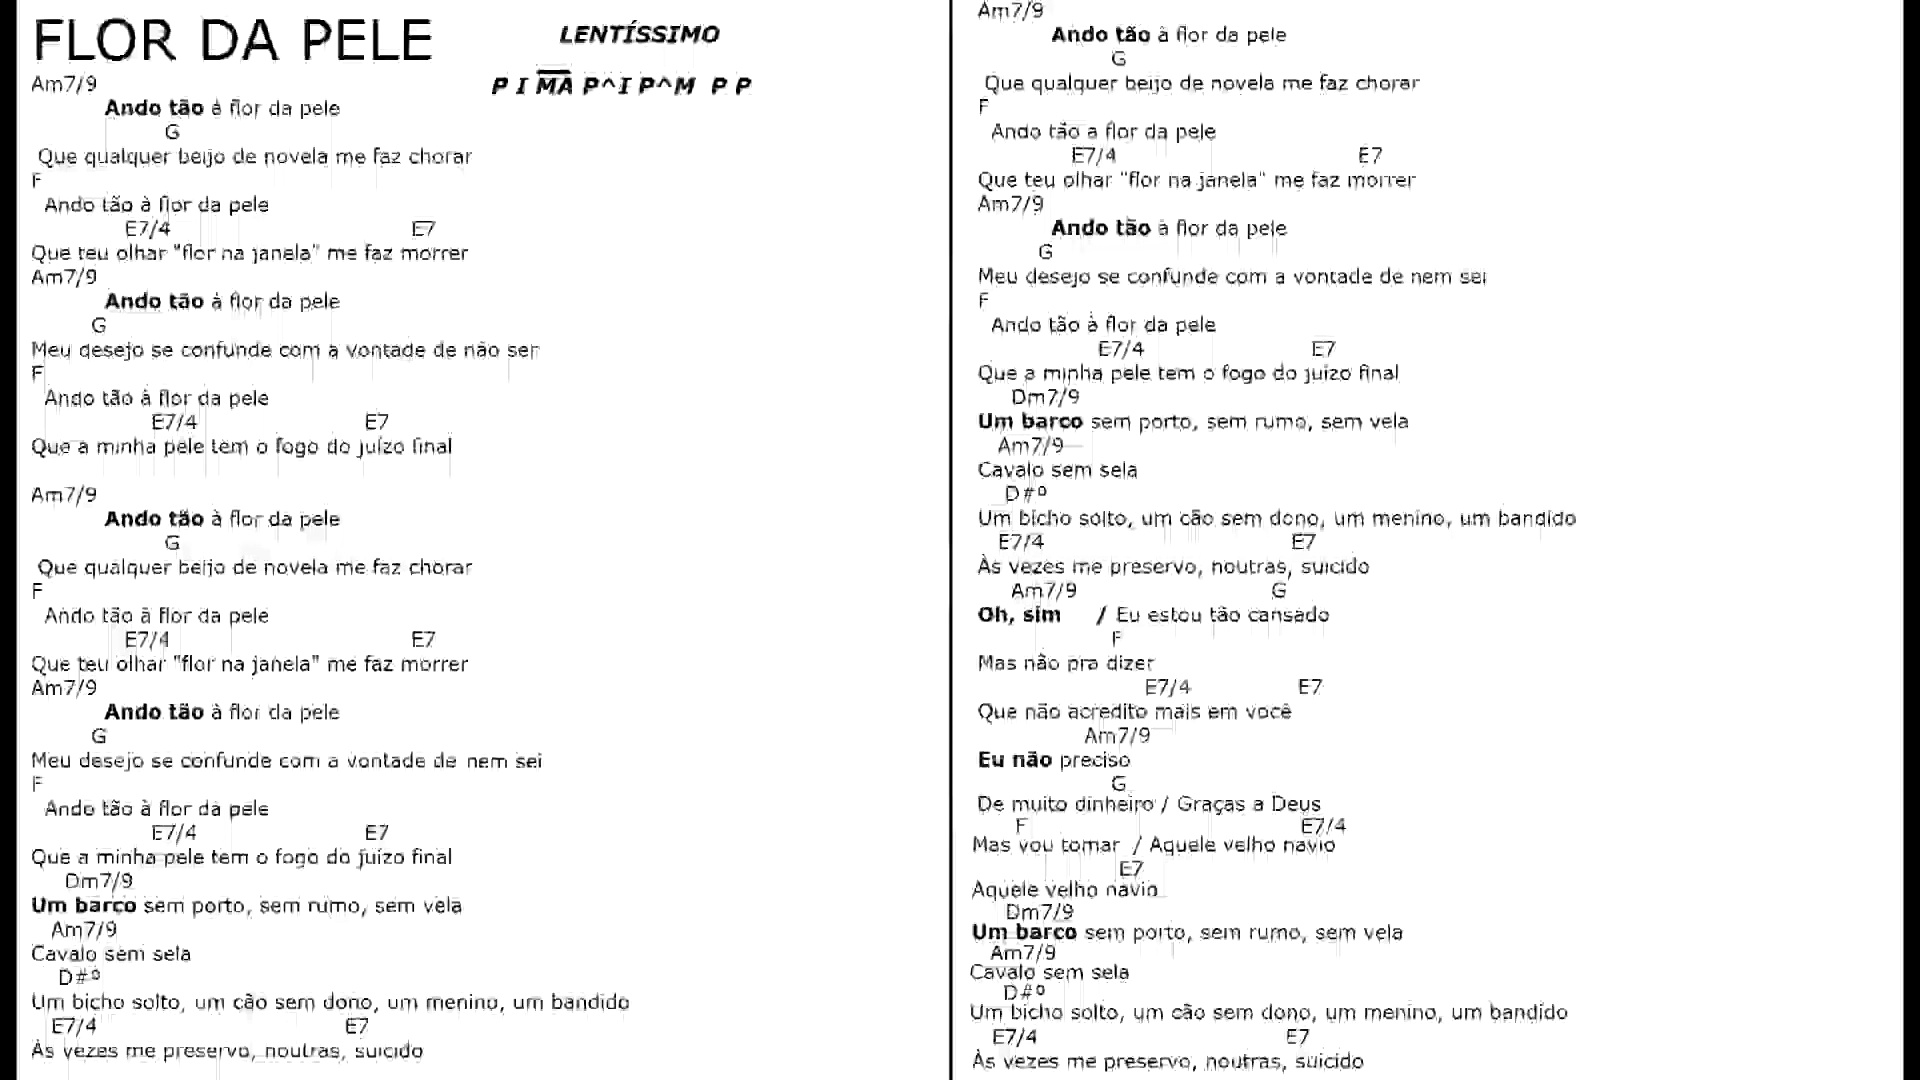 FLOR DA PELE
LENTÍSSIMO
P I MA P^I P^M P P
Am7/9
Ando tão à flor da pele
G
Que qualquer beijo de novela me faz chorar
F
Ando tão à flor da pele
E7/4 E7
Que teu olhar "flor na janela" me faz morrer
Am7/9
Ando tão à flor da pele
G
Meu desejo se confunde com a vontade de não ser
F
Ando tão à flor da pele
E7/4 E7
Que a minha pele tem o fogo do juízo final
Am7/9
Ando tão à flor da pele
G
Que qualquer beijo de novela me faz chorar
F
Ando tão à flor da pele
E7/4 E7
Que teu olhar "flor na janela" me faz morrer
Am7/9
Ando tão à flor da pele
G
Meu desejo se confunde com a vontade de nem sei
F
Ando tão à flor da pele
E7/4 E7
Que a minha pele tem o fogo do juízo final
Dm7/9
Um barco sem porto, sem rumo, sem vela
Am7/9
Cavalo sem sela
D#º
Um bicho solto, um cão sem dono, um menino, um bandido
E7/4 E7
Às vezes me preservo, noutras, suicido
Am7/9
Ando tão à flor da pele
G
Que qualquer beijo de novela me faz chorar
F
Ando tão a flor da pele
E7/4 E7
Que teu olhar "flor na janela" me faz morrer
Am7/9
Ando tão à flor da pele
G
Meu desejo se confunde com a vontade de nem sei
F
Ando tão à flor da pele
E7/4 E7
Que a minha pele tem o fogo do juízo final
Dm7/9
Um barco sem porto, sem rumo, sem vela
Am7/9
Cavalo sem sela
D#º
Um bicho solto, um cão sem dono, um menino, um bandido
E7/4 E7
Às vezes me preservo, noutras, suicido
Am7/9 G
Oh, sim / Eu estou tão cansado
F
Mas não pra dizer
E7/4 E7
Que não acredito mais em você
Am7/9
Eu não preciso
G
De muito dinheiro / Graças a Deus
F E7/4
Mas vou tomar / Aquele velho navio
E7
Aquele velho navio
Dm7/9
Um barco sem porto, sem rumo, sem vela
Am7/9
Cavalo sem sela
D#º
Um bicho solto, um cão sem dono, um menino, um bandido
E7/4 E7
Às vezes me preservo, noutras, suicido